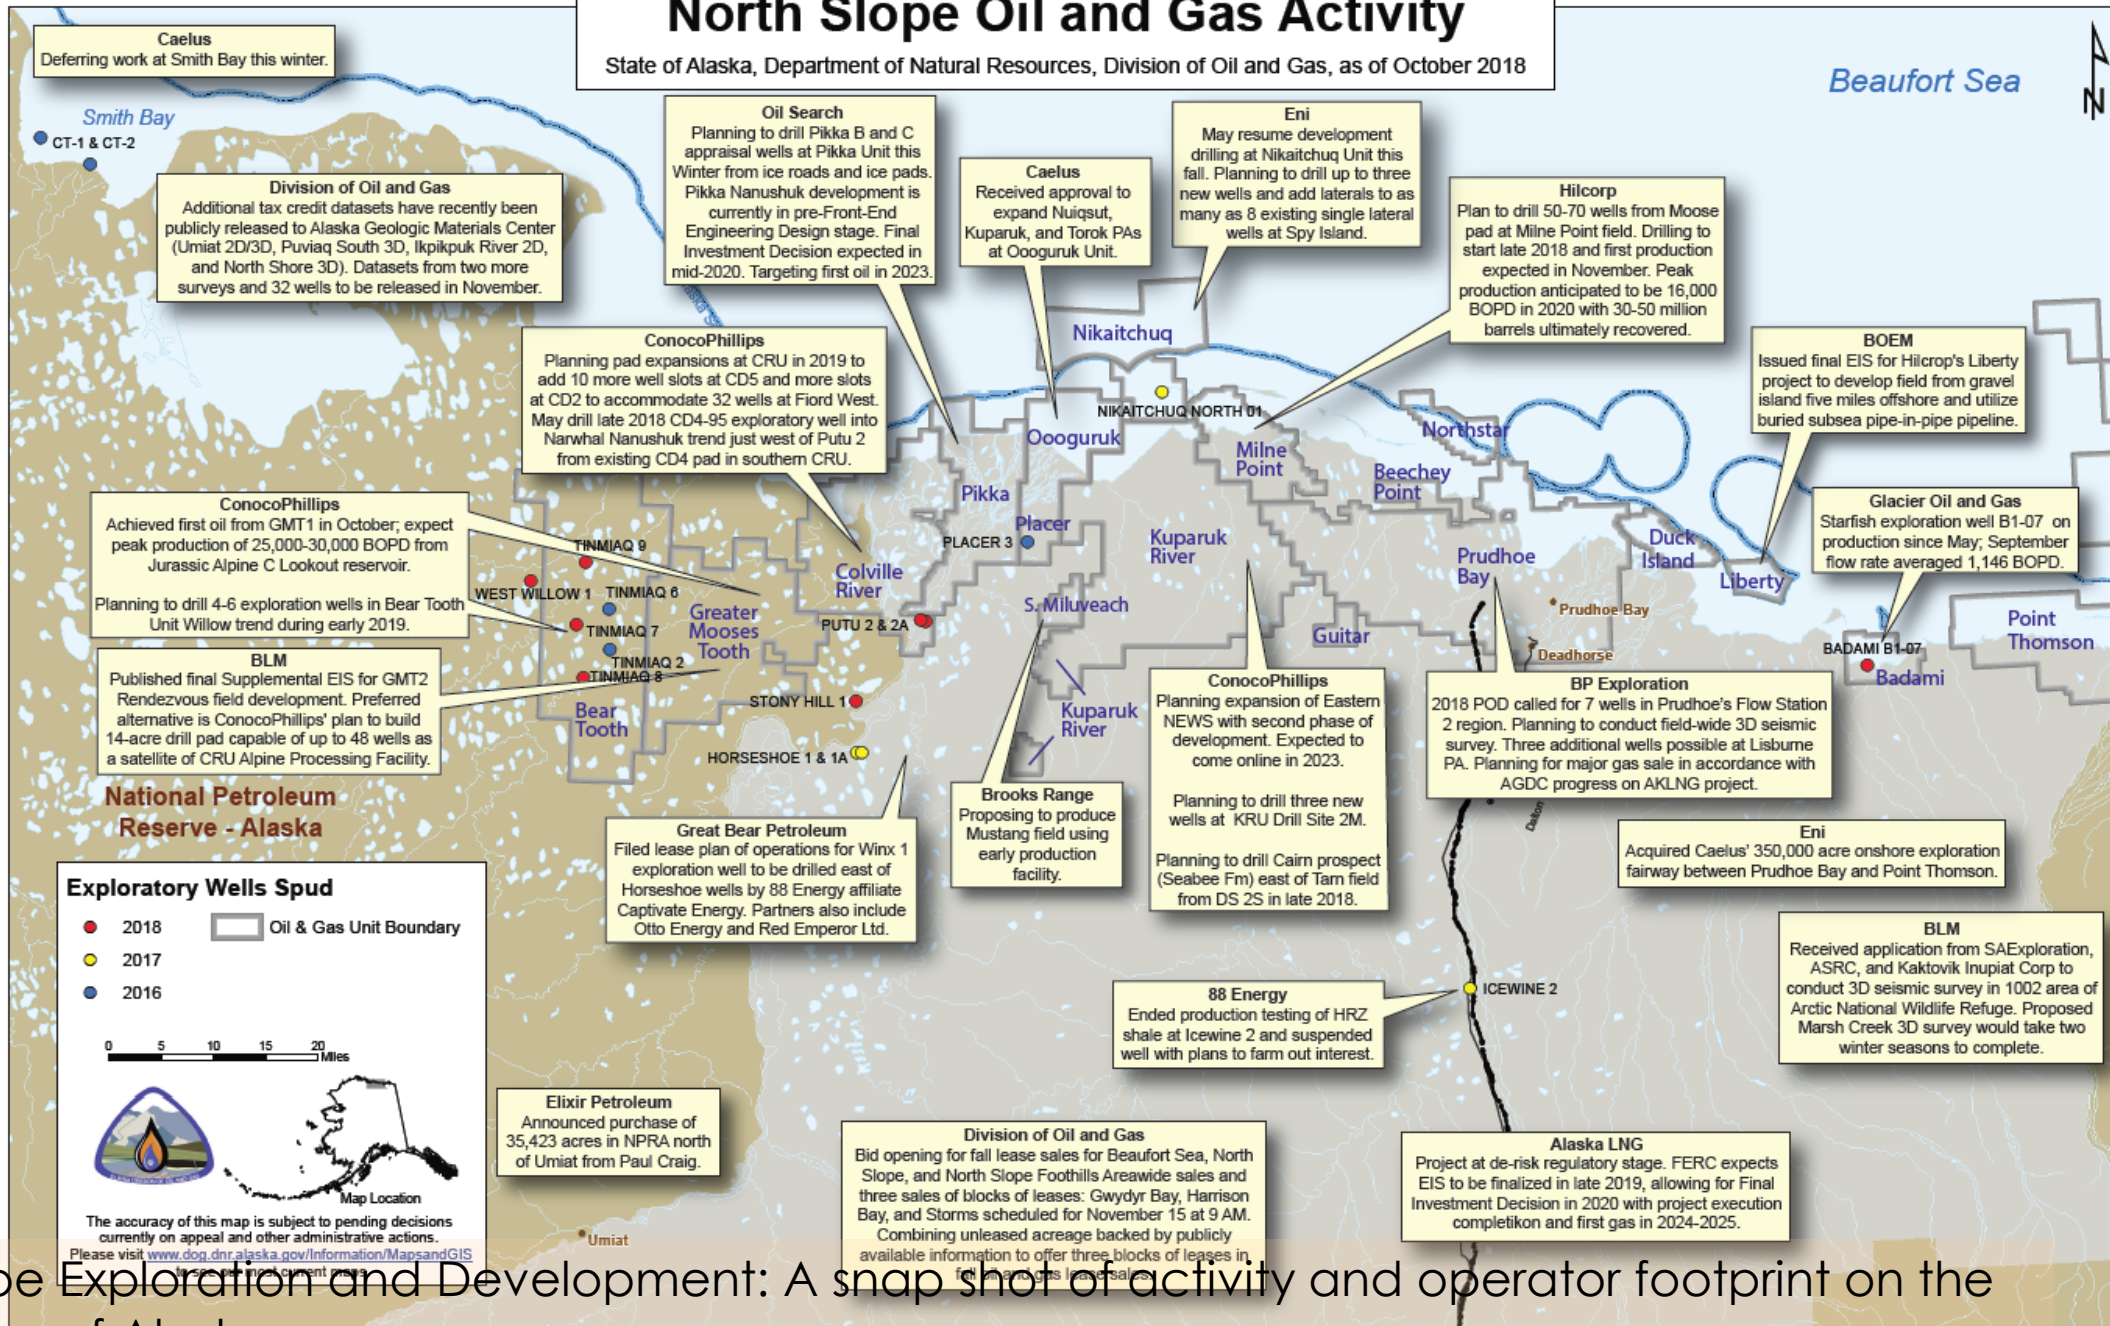 North Slope Oil and Gas Activity
State of Alaska, Department of Natural Resources, Division of Oil and Gas, as of October 2018
Beaufort Sea
N
Caelus
Deferring work at Smith Bay this winter.
Smith Bay
CT-1 & CT-2
Division of Oil and Gas
Additional tax credit datasets have recently been
publicly released to Alaska Geologic Materials Center
(Umiat 2D/3D, Puviaq South 3D, Ikpikpuk River 2D,
and North Shore 3D). Datasets from two more
surveys and 32 wells to be released in November.
Oil Search
Planning to drill Pikka B and C
appraisal wells at Pikka Unit this
Winter from ice roads and ice pads.
Pikka Nanushuk development is
currently in pre-Front-End
Engineering Design stage. Final
Investment Decision expected in
mid-2020. Targeting first oil in 2023.
Caelus
Received approval to
expand Nuiqsut,
Kuparuk, and Torok PAs
at Oooguruk Unit.
Eni
May resume development
drilling at Nikaitchuq Unit this
fall. Planning to drill up to three
new wells and add laterals to as
many as 8 existing single lateral
wells at Spy Island.
Hilcorp
Plan to drill 50-70 wells from Moose
pad at Milne Point field. Drilling to
start late 2018 and first production
expected in November. Peak
production anticipated to be 16,000
BOPD in 2020 with 30-50 million
barrels ultimately recovered.
BOEM
Issued final EIS for Hilcrop's Liberty
project to develop field from gravel
island five miles offshore and utilize
buried subsea pipe-in-pipe pipeline.
Glacier Oil and Gas
Starfish exploration well B1-07 on
production since May; September
flow rate averaged 1,146 BOPD.
ConocoPhillips
Planning pad expansions at CRU in 2019 to
add 10 more well slots at CD5 and more slots
at CD2 to accommodate 32 wells at Fiord West.
May drill late 2018 CD4-95 exploratory well into
Narwhal Nanushuk trend just west of Putu 2
from existing CD4 pad in southern CRU.
ConocoPhillips
Achieved first oil from GMT1 in October; expect
peak production of 25,000-30,000 BOPD from
Jurassic Alpine C Lookout reservoir.
Planning to drill 4-6 exploration wells in Bear Tooth
Unit Willow trend during early 2019.
BLM
Published final Supplemental EIS for GMT2
Rendezvous field development. Preferred
alternative is ConocoPhillips' plan to build
14-acre drill pad capable of up to 48 wells as
a satellite of CRU Alpine Processing Facility.
National Petroleum
Reserve - Alaska
Nikaitchuq
NIKAITCHUQ NORTH 01
Oooguruk
Milne
Point
Northstar
Beechey
Point
Pikka
Placer
PLACER 3
Kuparuk
River
Prudhoe
Bay
Duck
Island
Liberty
Point
Thomson
BADAMI B1-07
Badami
Prudhoe Bay
Deadhorse
Guitar
S. Miluveach
Kuparuk
River
Colville
River
PUTU 2 & 2A
Greater
Mooses
Tooth
TINMIAQ 9
WEST WILLOW 1
TINMIAQ 6
TINMIAQ 7
TINMIAQ 2
TINMIAQ 8
Bear
Tooth
STONY HILL 1
HORSESHOE 1 & 1A
Great Bear Petroleum
Filed lease plan of operations for Winx 1
exploration well to be drilled east of
Horseshoe wells by 88 Energy affiliate
Captivate Energy. Partners also include
Otto Energy and Red Emperor Ltd.
Brooks Range
Proposing to produce
Mustang field using
early production
facility.
ConocoPhillips
Planning expansion of Eastern
NEWS with second phase of
development. Expected to
come online in 2023.
Planning to drill three new
wells at KRU Drill Site 2M.
Planning to drill Cairn prospect
(Seabee Fm) east of Tarn field
from DS 2S in late 2018.
BP Exploration
2018 POD called for 7 wells in Prudhoe's Flow Station
2 region. Planning to conduct field-wide 3D seismic
survey. Three additional wells possible at Lisburne
PA. Planning for major gas sale in accordance with
AGDC progress on AKLNG project.
Dalton
Eni
Acquired Caelus' 350,000 acre onshore exploration
fairway between Prudhoe Bay and Point Thomson.
BLM
Received application from SAExploration,
ASRC, and Kaktovik Inupiat Corp to
conduct 3D seismic survey in 1002 area of
Arctic National Wildlife Refuge. Proposed
Marsh Creek 3D survey would take two
winter seasons to complete.
88 Energy
Ended production testing of HRZ
shale at Icewine 2 and suspended
well with plans to farm out interest.
ICEWINE 2
Exploratory Wells Spud
2018
Oil & Gas Unit Boundary
2017
2016
0 5 10 15 20
Miles
Map Location
The accuracy of this map is subject to pending decisions
currently on appeal and other administrative actions.
Please visit www.dog.dnr.alaska.gov/Information/MapsandGIS
to see our most current maps
Elixir Petroleum
Announced purchase of
35,423 acres in NPRA north
of Umiat from Paul Craig.
Umiat
Division of Oil and Gas
Bid opening for fall lease sales for Beaufort Sea, North
Slope, and North Slope Foothills Areawide sales and
three sales of blocks of leases: Gwydyr Bay, Harrison
Bay, and Storms scheduled for November 15 at 9 AM.
Combining unleased acreage backed by publicly
available information to offer three blocks of leases in
fall oil and gas lease sales.
Alaska LNG
Project at de-risk regulatory stage. FERC expects
EIS to be finalized in late 2019, allowing for Final
Investment Decision in 2020 with project execution
completikon and first gas in 2024-2025.
pe Exploration and Development: A snap shot of activity and operator footprint on the